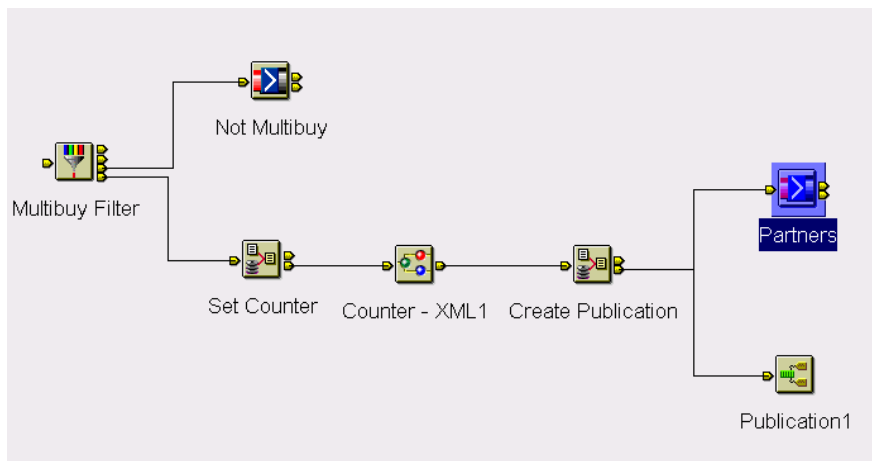 Not Multibuy
Multibuy Filter
Partners
Set Counter
Counter - XML1
Create Publication
Publication1